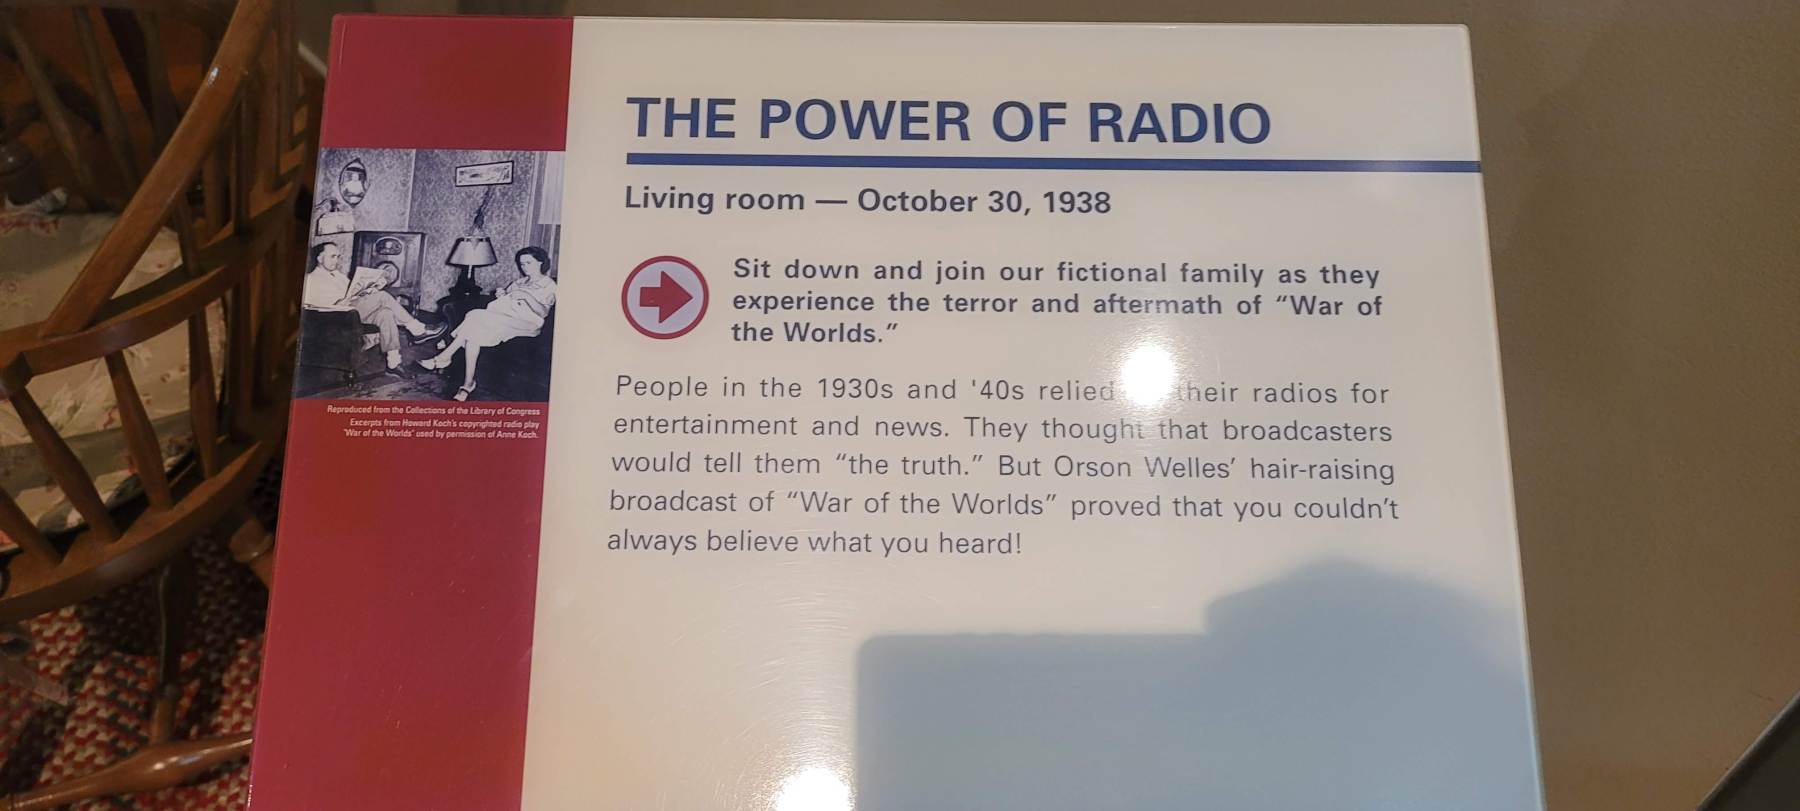 THE POWER OF RADIO
Living room — October 30, 1938
Sit down and join our fictional family as they
experience the terror and aftermath of “War of
the Worlds.”
People in the 1930s and '40s relied their radios for
entertainment and news. They thought that broadcasters
would tell them “the truth.” But Orson Welles’ hair-raising
broadcast of “War of the Worlds” proved that you couldn’t
always believe what you heard!
Reproduced from the Collections of the Library of Congress
Excerpts from Howard Koch's copyrighted radio play
"War of the Worlds" used by permission of Anne Koch.